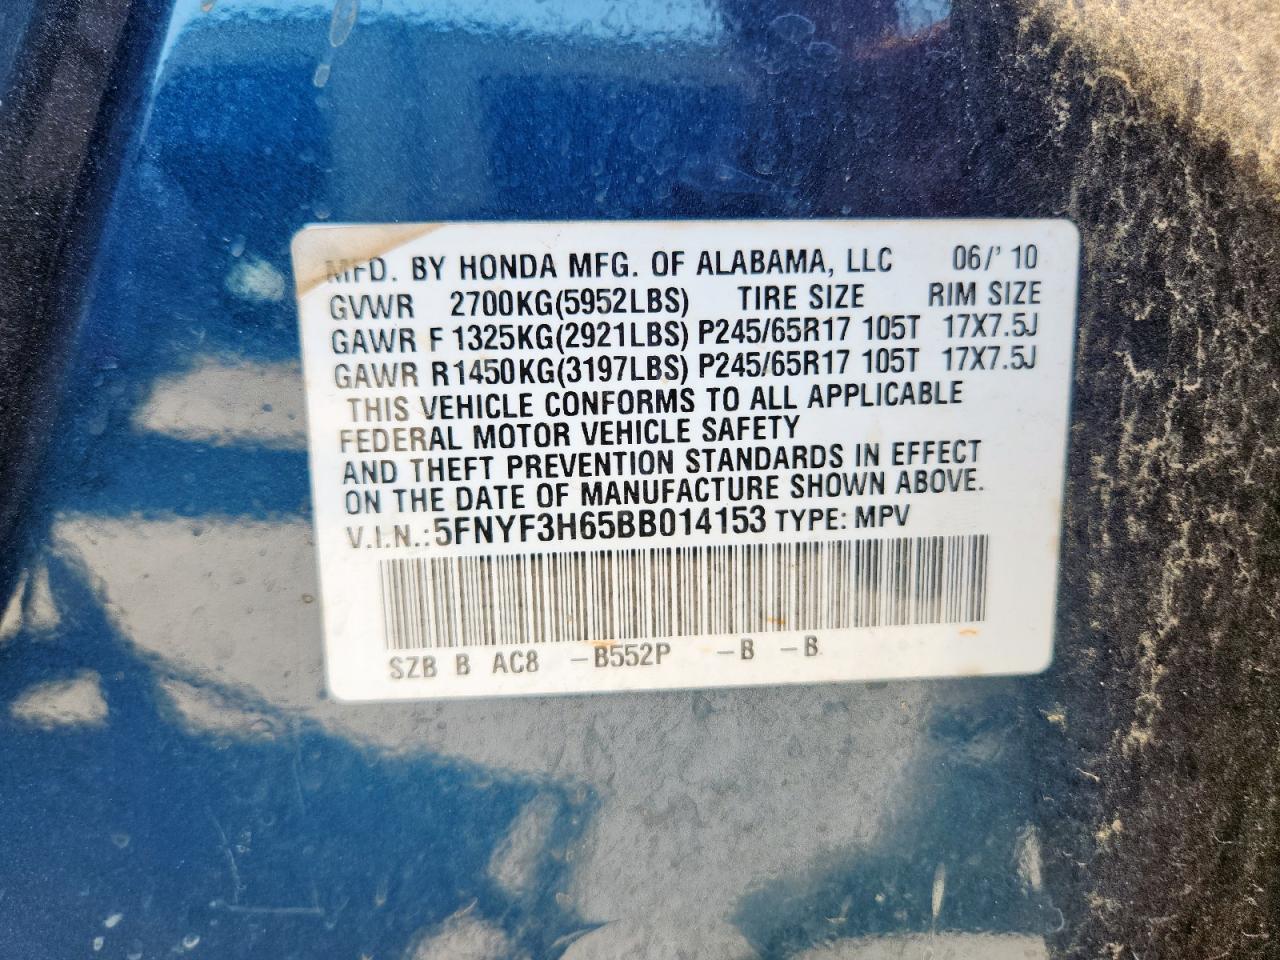 MFD. BY HONDA MFG. OF ALABAMA, LLC 06/'10
GVWR 2700KG(5952LBS) TIRE SIZE RIM SIZE
GAWR F 1325KG(2921LBS) P245/65R17 105T 17X7.5J
GAWR R1450KG(3197LBS) P245/65R17 105T 17X7.5J
THIS VEHICLE CONFORMS TO ALL APPLICABLE
FEDERAL MOTOR VEHICLE SAFETY
AND THEFT PREVENTION STANDARDS IN EFFECT
ON THE DATE OF MANUFACTURE SHOWN ABOVE.
V.I.N.: 5FNYF3H65BB014153 TYPE: MPV
SZB B AC8 -B552P -B -B